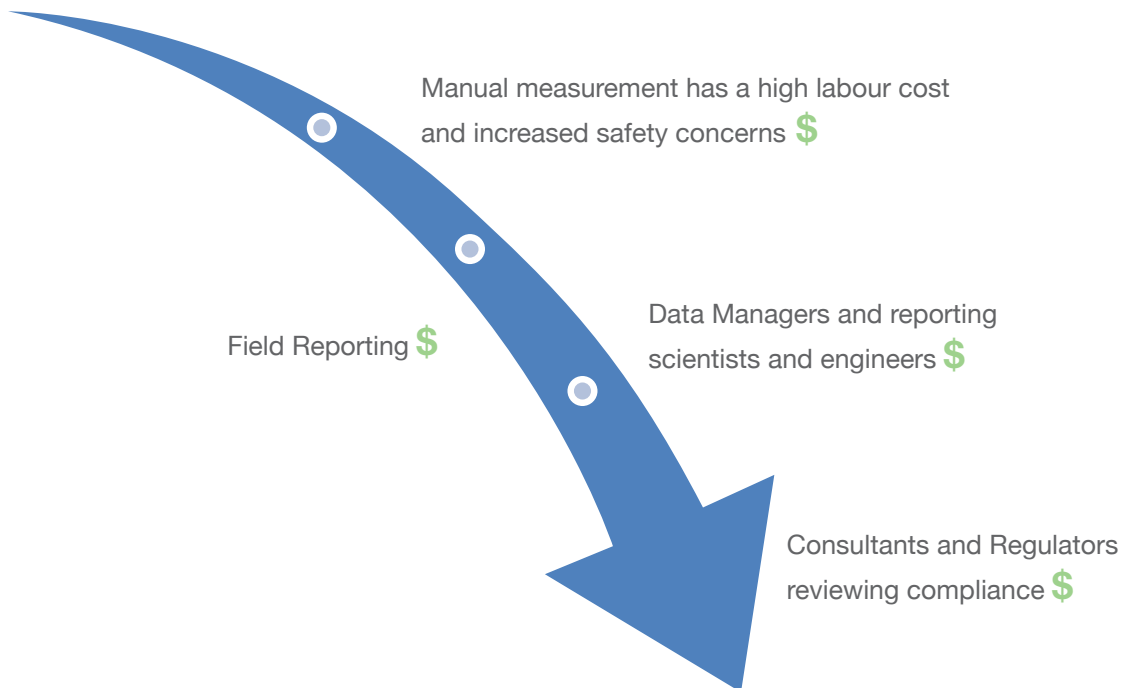 Manual measurement has a high labour cost
and increased safety concerns $
Field Reporting $
Data Managers and reporting
scientists and engineers $
Consultants and Regulators
reviewing compliance $